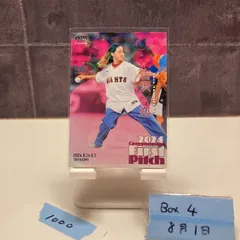 GIANTS
2024
Ceremonial
First
Pitch
1000
Box 4
8月1日